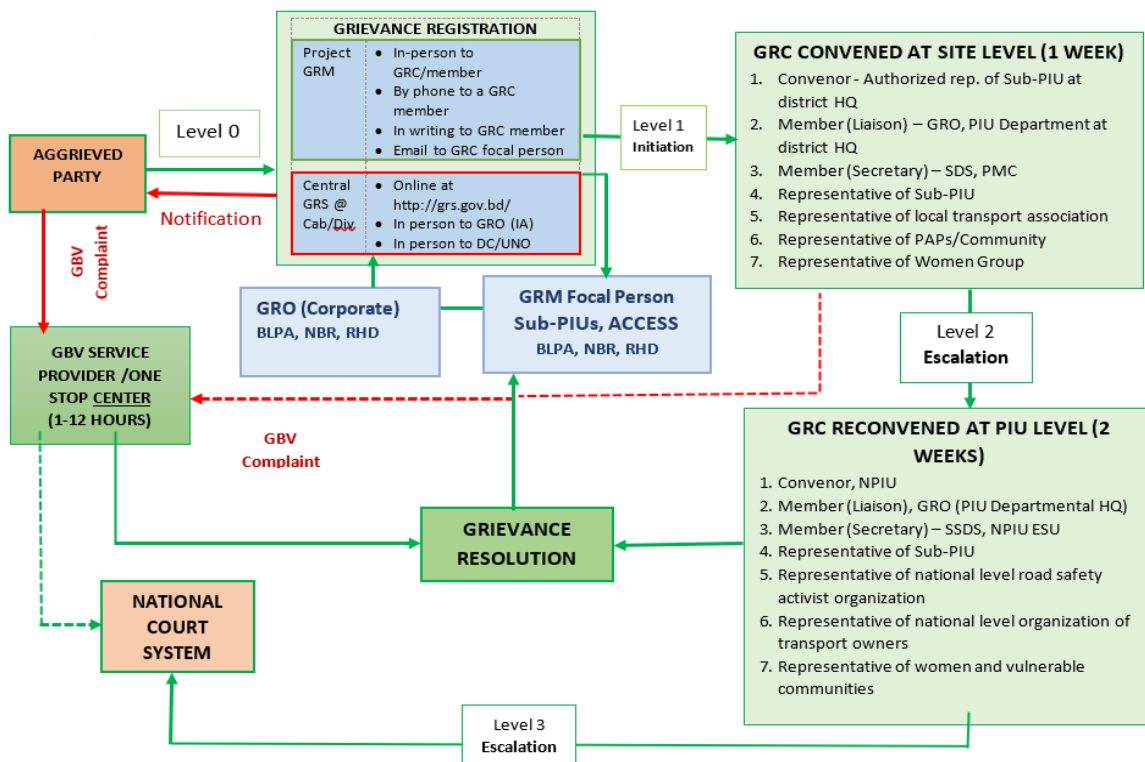 GRIEVANCE REGISTRATION
Project
GRM
• In-person to
GRC/member
• By phone to a GRC
member
• In writing to GRC member
• Email to GRC focal person
Central
GRS @
Cab/Div.
• Online at
http://grs.gov.bd/
• In person to GRO (IA)
• In person to DC/UNO
Level 0
AGGRIEVED
PARTY
Notification
Level 1
Initiation
GRC CONVENED AT SITE LEVEL (1 WEEK)
1. Convenor - Authorized rep. of Sub-PIU at
district HQ
2. Member (Liaison) – GRO, PIU Department at
district HQ
3. Member (Secretary) – SDS, PMC
4. Representative of Sub-PIU
5. Representative of local transport association
6. Representative of PAPs/Community
7. Representative of Women Group
GBV
Complaint
GRO (Corporate)
BLPA, NBR, RHD
GRM Focal Person
Sub-PIUs, ACCESS
BLPA, NBR, RHD
Level 2
Escalation
GBV SERVICE
PROVIDER /ONE
STOP CENTER
(1-12 HOURS)
GBV
Complaint
GRC RECONVENED AT PIU LEVEL (2
WEEKS)
1. Convenor, NPIU
2. Member (Liaison), GRO (PIU Departmental HQ)
3. Member (Secretary) – SSDS, NPIU ESU
4. Representative of Sub-PIU
5. Representative of national level road safety
activist organization
6. Representative of national level organization of
transport owners
7. Representative of women and vulnerable
communities
GRIEVANCE
RESOLUTION
NATIONAL
COURT
SYSTEM
Level 3
Escalation